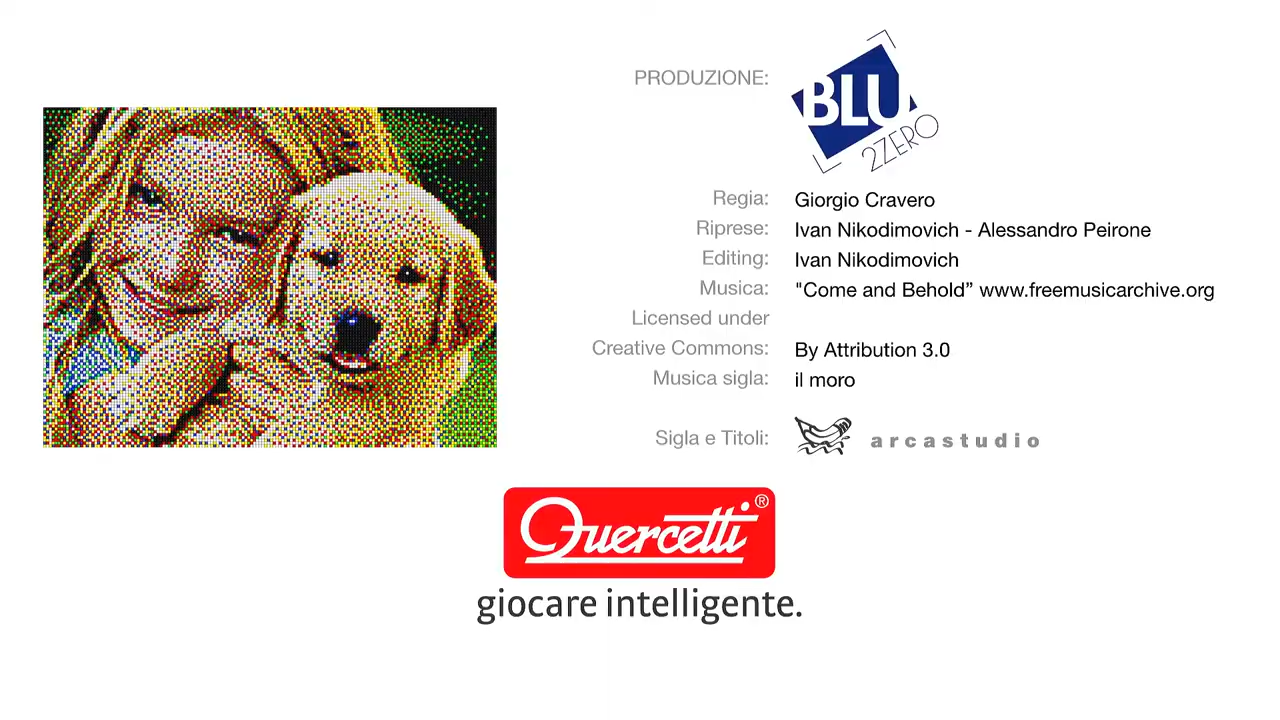 PRODUZIONE: BLU 2ZERO
Regia: Giorgio Cravero
Riprese: Ivan Nikodimovich - Alessandro Peirone
Editing: Ivan Nikodimovich
Musica: "Come and Behold” www.freemusicarchive.org
Licensed under
Creative Commons: By Attribution 3.0
Musica sigla: il moro
Sigla e Titoli: arcastudio
Quercetti®
giocare intelligente.